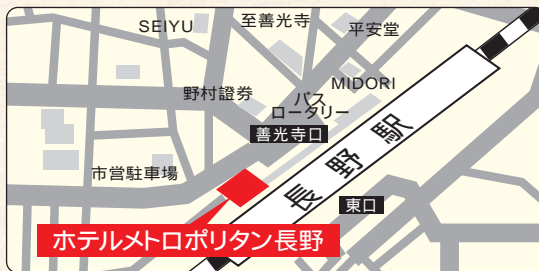 SEIYU
至善光寺
平安堂
MIDORI
野村證券
バス
ロータリー
善光寺口
長野駅
市営駐車場
東口
ホテルメトロポリタン長野